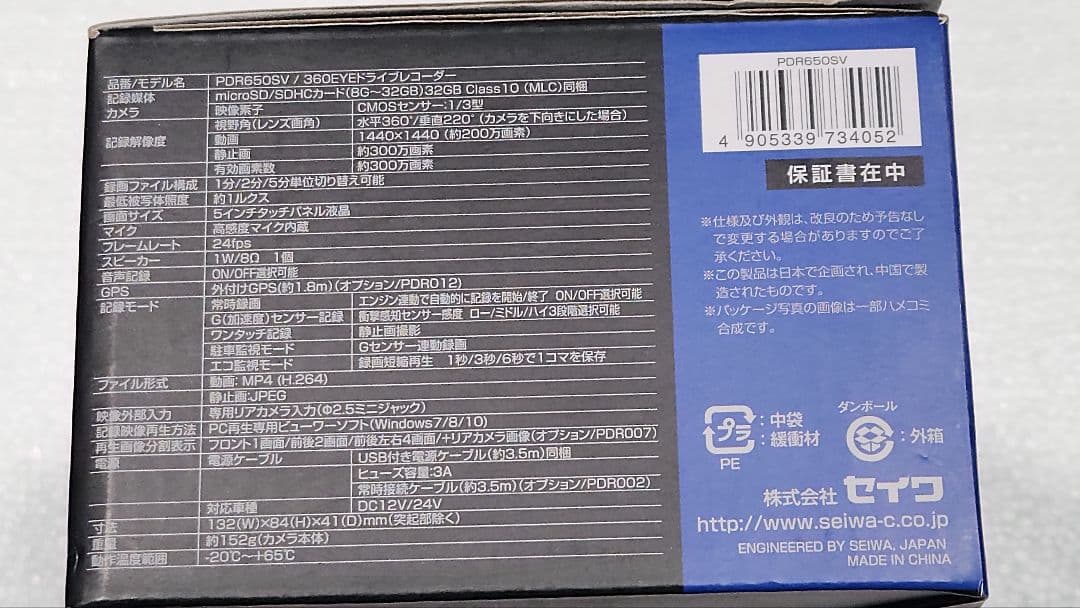 品番/モデル名 PDR650SV / 360EYEドライブレコーダー
記録媒体 microSD/SDHCカード(8G～32GB)32GB Class10 (MLC)同梱
カメラ 映像素子 CMOSセンサー:1/3型
視野角(レンズ画角) 水平360°/垂直220° (カメラを下向きにした場合)
記録解像度 動画 1440×1440 (約200万画素)
静止画 約300万画素
有効画素数 約300万画素
録画ファイル構成 1分/2分/5分単位切り替え可能
最低被写体照度 約1ルクス
画面サイズ 5インチタッチパネル液晶
マイク 高感度マイク内蔵
フレームレート 24fps
スピーカー 1W/8Ω 1個
音声記録 ON/OFF選択可能
GPS 外付けGPS(約1.8m)(オプション/PDR012)
記録モード 常時録画 エンジン連動で自動的に記録を開始/終了 ON/OFF選択可能
G(加速度)センサー記録 衝撃感知センサー感度 ロー/ミドル/ハイ3段階選択可能
ワンタッチ記録 静止画撮影
駐車監視モード Gセンサー連動録画
エコ監視モード 録画短縮再生 1秒/3秒/6秒で1コマを保存
ファイル形式 動画: MP4 (H.264)
静止画:JPEG
映像外部入力 専用リアカメラ入力(Φ2.5ミニジャック)
記録映像再生方法 PC再生専用ビューワーソフト(Windows7/8/10)
再生画像分割表示 フロント1画面/前後2画面/前後左右4画面/+リアカメラ画像(オプション/PDR007)
電源 電源ケーブル USB付き電源ケーブル(約3.5m)同梱
ヒューズ容量:3A
常時接続ケーブル(約3.5m)(オプション/PDR002)
対応車種 DC12V/24V
寸法 132(W)×84(H)×41(D)mm(突起部除く)
重量 約152g(カメラ本体)
動作温度範囲 -20℃～+65℃
PDR650SV
4 905339 734052
保証書在中
※仕様及び外観は、改良のため予告なし
で変更する場合がありますのでご了
承ください。
※この製品は日本で企画され、中国で製
造されたものです。
※パッケージ写真の画像は一部ハメコミ
合成です。
プラ
:中袋
:緩衝材
PE
ダンボール
:外箱
株式会社 セイワ
http://www.seiwa-c.co.jp
ENGINEERED BY SEIWA, JAPAN
MADE IN CHINA